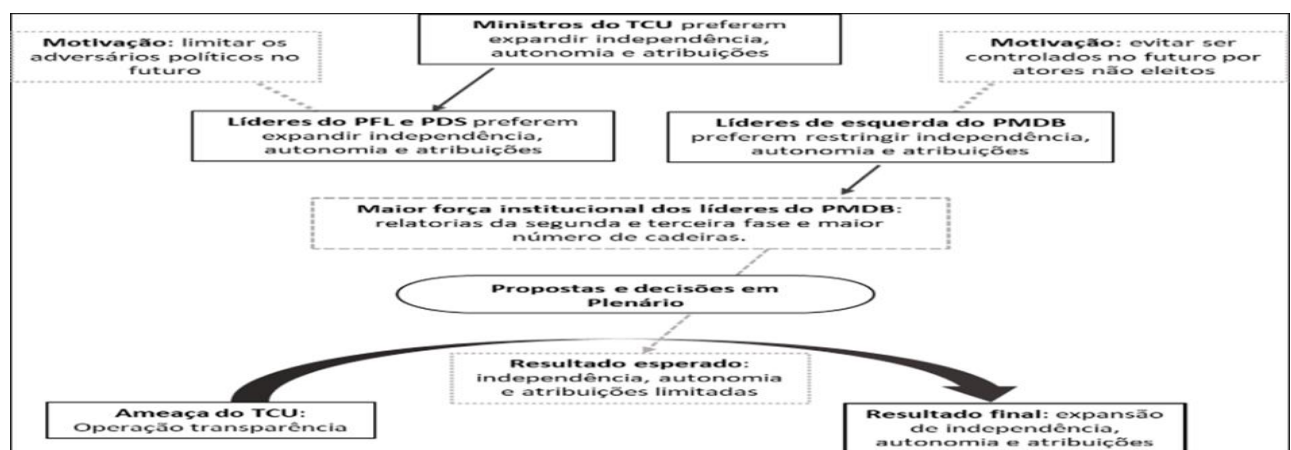 Ministros do TCU preferem
expandir independência,
autonomia e atribuições
Motivação: limitar os
adversários políticos no
futuro
Motivação: evitar ser
controlados no futuro por
atores não eleitos
Líderes do PFL e PDS preferem
expandir independência,
autonomia e atribuições
Líderes de esquerda do PMDB
preferem restringir independência,
autonomia e atribuições
Maior força institucional dos líderes do PMDB:
relatorias da segunda e terceira fase e maior
número de cadeiras.
Propostas e decisões em
Plenário
Resultado esperado:
independência, autonomia
e atribuições limitadas
Ameaça do TCU:
Operação transparência
Resultado final: expansão
de independência,
autonomia e atribuições